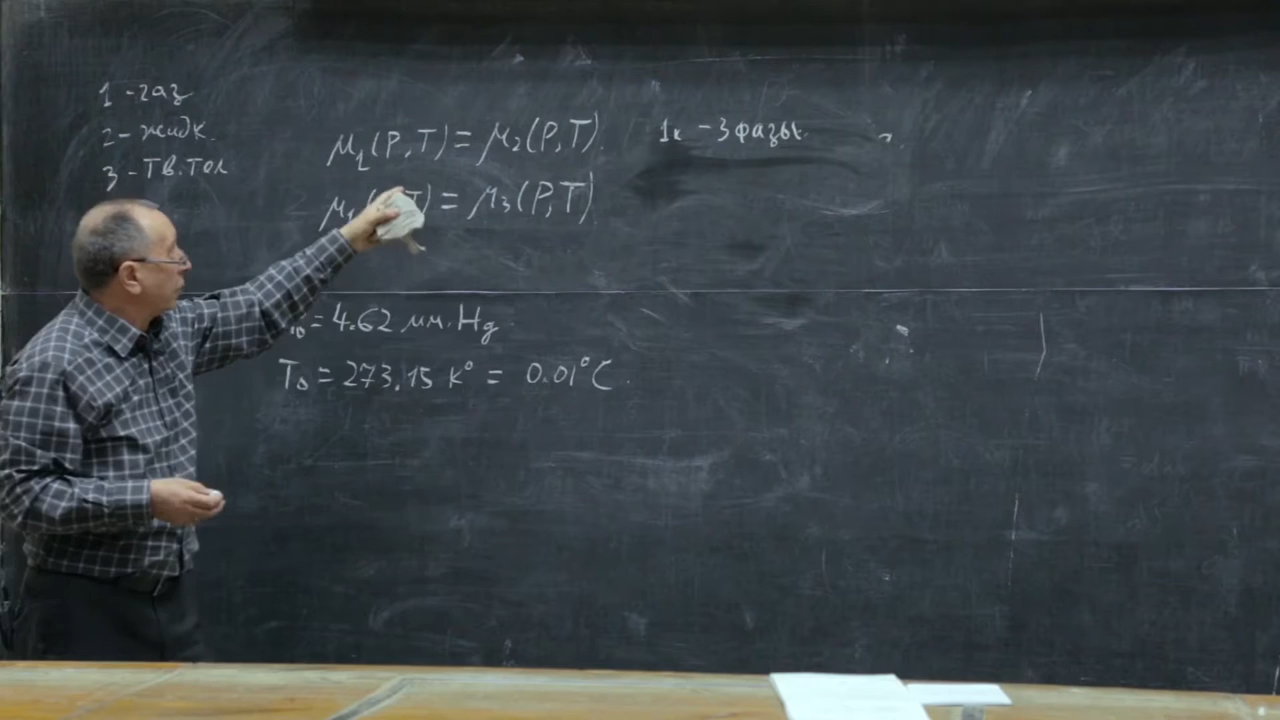 1 - газ
2 - жидк.
3 - тв. тел
μ₁(P,T) = μ₂(P,T). 1к - 3 фазы.
μ₁( ,T) = μ₃(P,T)
= 4.62 мм. Hg.
T₀ = 273.15 K° = 0.01°C.